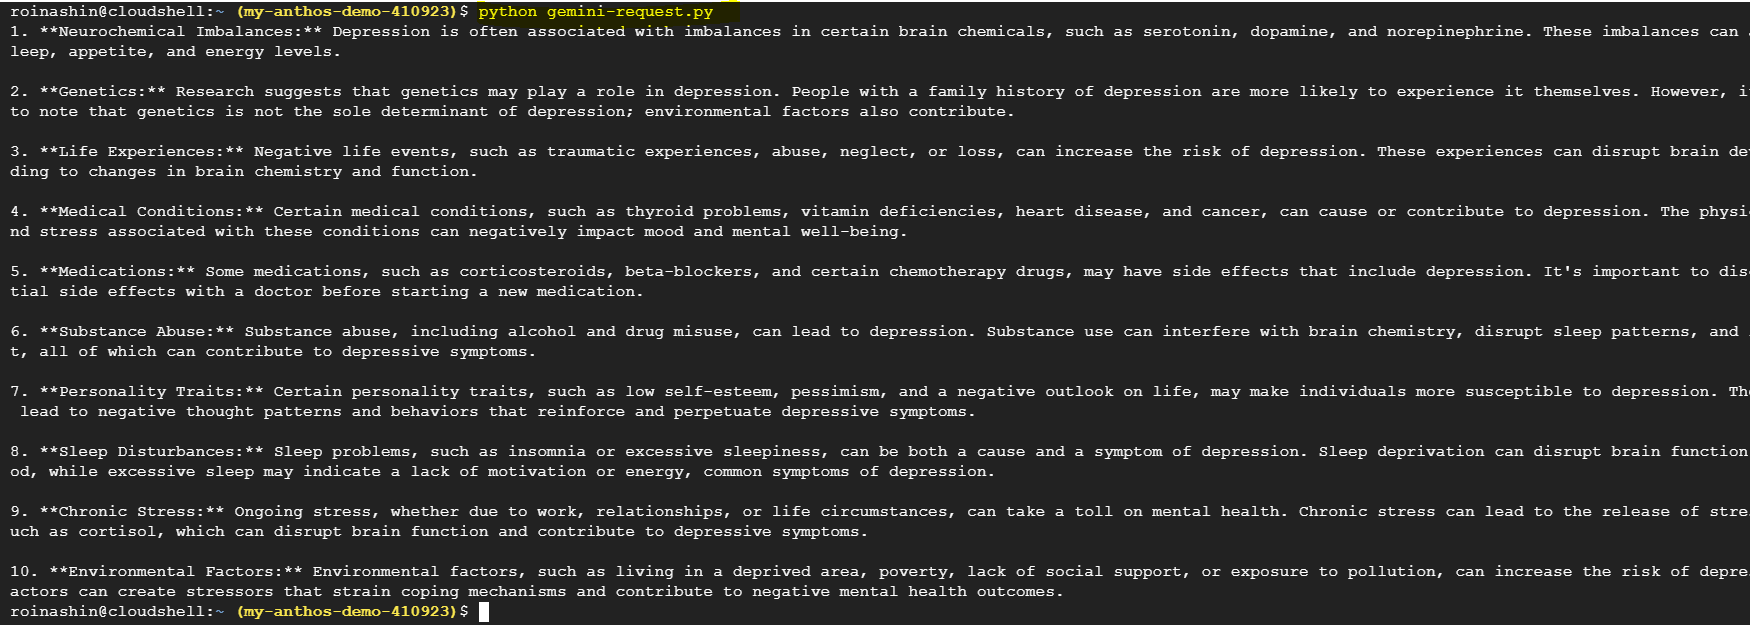 roinashin@cloudshell:~ (my-anthos-demo-410923)$ python gemini-request.py
1. **Neurochemical Imbalances:** Depression is often associated with imbalances in certain brain chemicals, such as serotonin, dopamine, and norepinephrine. These imbalances can
leep, appetite, and energy levels.
2. **Genetics:** Research suggests that genetics may play a role in depression. People with a family history of depression are more likely to experience it themselves. However, i
to note that genetics is not the sole determinant of depression; environmental factors also contribute.
3. **Life Experiences:** Negative life events, such as traumatic experiences, abuse, neglect, or loss, can increase the risk of depression. These experiences can disrupt brain de
ding to changes in brain chemistry and function.
4. **Medical Conditions:** Certain medical conditions, such as thyroid problems, vitamin deficiencies, heart disease, and cancer, can cause or contribute to depression. The physi
nd stress associated with these conditions can negatively impact mood and mental well-being.
5. **Medications:** Some medications, such as corticosteroids, beta-blockers, and certain chemotherapy drugs, may have side effects that include depression. It's important to dis
tial side effects with a doctor before starting a new medication.
6. **Substance Abuse:** Substance abuse, including alcohol and drug misuse, can lead to depression. Substance use can interfere with brain chemistry, disrupt sleep patterns, and
t, all of which can contribute to depressive symptoms.
7. **Personality Traits:** Certain personality traits, such as low self-esteem, pessimism, and a negative outlook on life, may make individuals more susceptible to depression. Th
lead to negative thought patterns and behaviors that reinforce and perpetuate depressive symptoms.
8. **Sleep Disturbances:** Sleep problems, such as insomnia or excessive sleepiness, can be both a cause and a symptom of depression. Sleep deprivation can disrupt brain function
od, while excessive sleep may indicate a lack of motivation or energy, common symptoms of depression.
9. **Chronic Stress:** Ongoing stress, whether due to work, relationships, or life circumstances, can take a toll on mental health. Chronic stress can lead to the release of stre
uch as cortisol, which can disrupt brain function and contribute to depressive symptoms.
10. **Environmental Factors:** Environmental factors, such as living in a deprived area, poverty, lack of social support, or exposure to pollution, can increase the risk of depre
actors can create stressors that strain coping mechanisms and contribute to negative mental health outcomes.
roinashin@cloudshell:~ (my-anthos-demo-410923)$